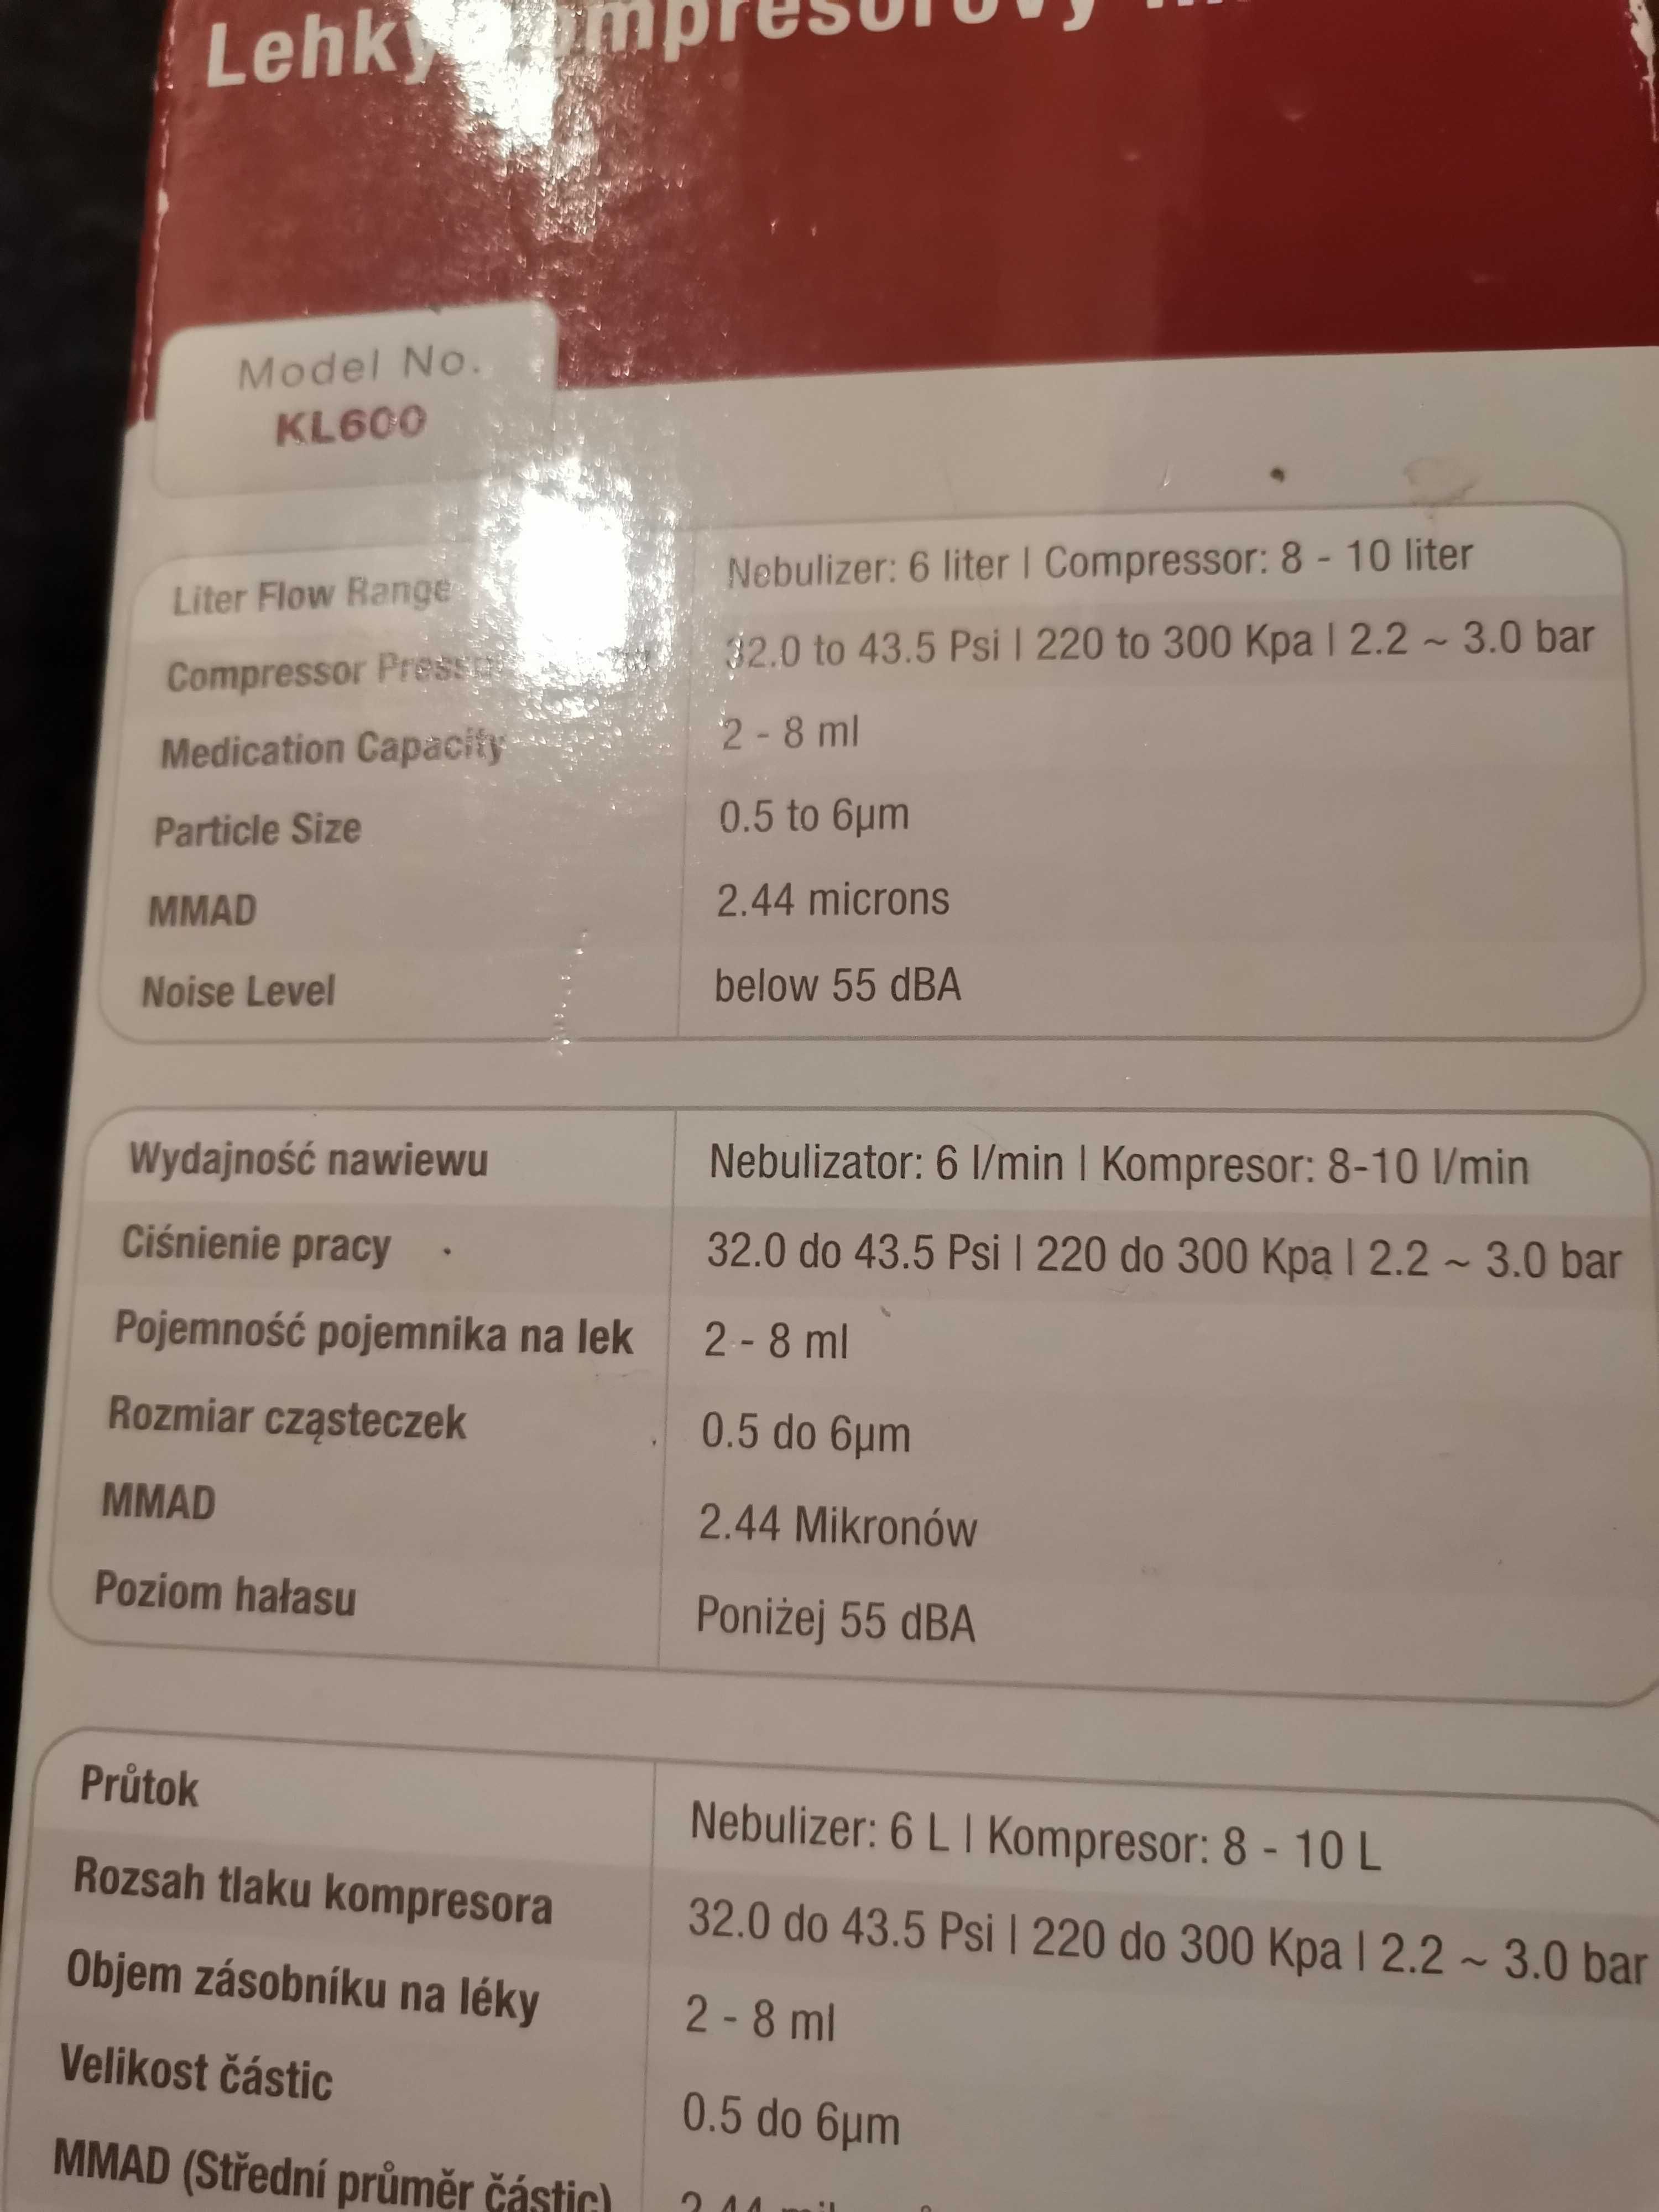 Lehký
Model No.
KL600
Liter Flow Range Nebulizer: 6 liter | Compressor: 8 - 10 liter
Compressor 32.0 to 43.5 Psi | 220 to 300 Kpa | 2.2 ~ 3.0 bar
Medication Capacity 2 - 8 ml
Particle Size 0.5 to 6µm
MMAD 2.44 microns
Noise Level below 55 dBA
Wydajność nawiewu Nebulizator: 6 l/min | Kompresor: 8-10 l/min
Ciśnienie pracy 32.0 do 43.5 Psi | 220 do 300 Kpa | 2.2 ~ 3.0 bar
Pojemność pojemnika na lek 2 - 8 ml
Rozmiar cząsteczek 0.5 do 6µm
MMAD 2.44 Mikronów
Poziom hałasu Poniżej 55 dBA
Průtok Nebulizer: 6 L | Kompresor: 8 - 10 L
Rozsah tlaku kompresora 32.0 do 43.5 Psi | 220 do 300 Kpa | 2.2 ~ 3.0 bar
Objem zásobníku na léky 2 - 8 ml
Velikost částic 0.5 do 6µm
MMAD (Střední průměr částic) 2.44